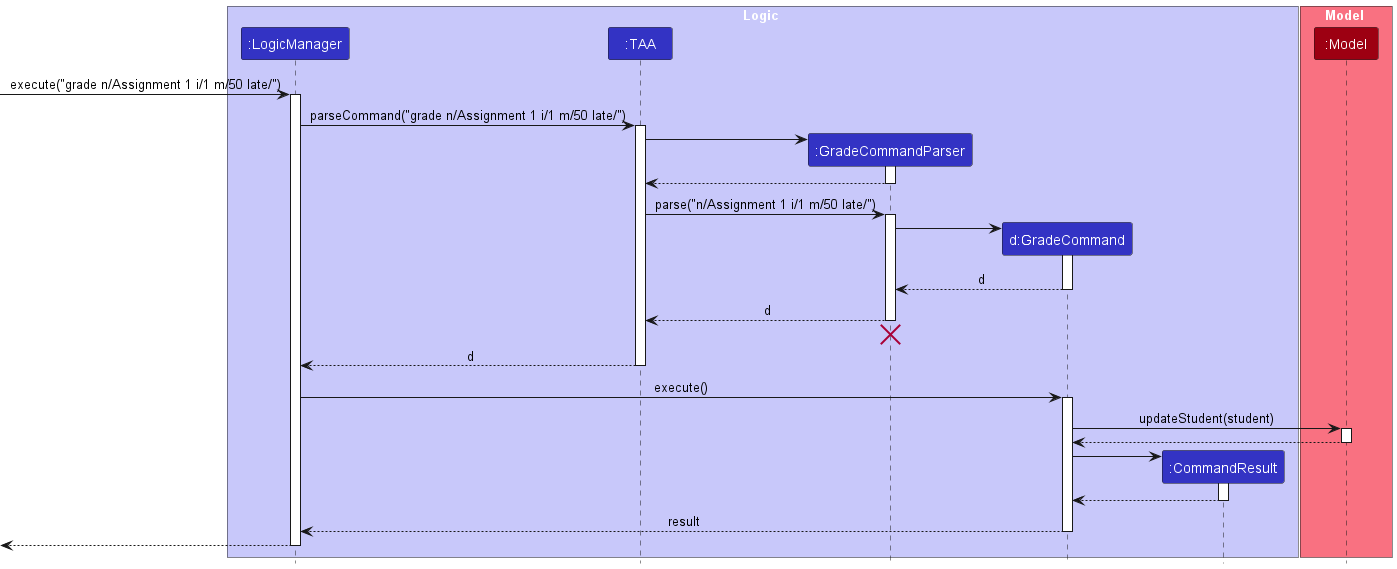 Logic
Model
:LogicManager
:TAA
:Model
execute("grade n/Assignment 1 i/1 m/50 late/")
parseCommand("grade n/Assignment 1 i/1 m/50 late/")
:GradeCommandParser
parse("n/Assignment 1 i/1 m/50 late/")
d:GradeCommand
d
d
d
execute()
updateStudent(student)
:CommandResult
result